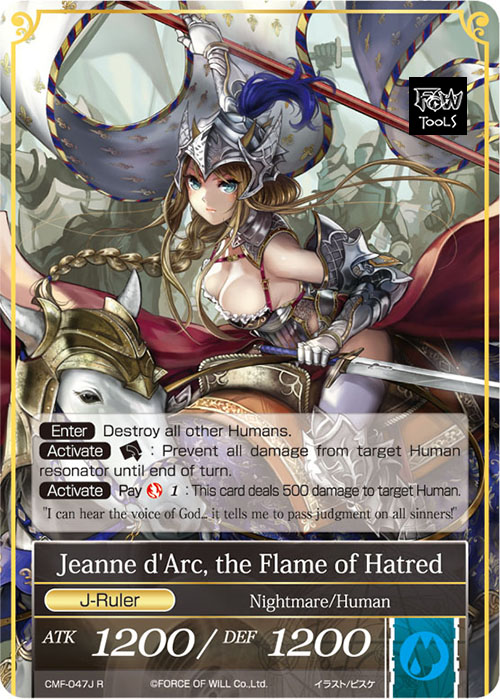 FoW
TOOLS
Enter Destroy all other Humans.
Activate : Prevent all damage from target Human
resonator until end of turn.
Activate Pay 1 : This card deals 500 damage to target Human.
"I can hear the voice of God... it tells me to pass judgment on all sinners!"
Jeanne d'Arc, the Flame of Hatred
J-Ruler Nightmare/Human
ATK 1200 / DEF 1200
CMF-047J R ©FORCE OF WILL Co.,Ltd. イラスト/ピスケ